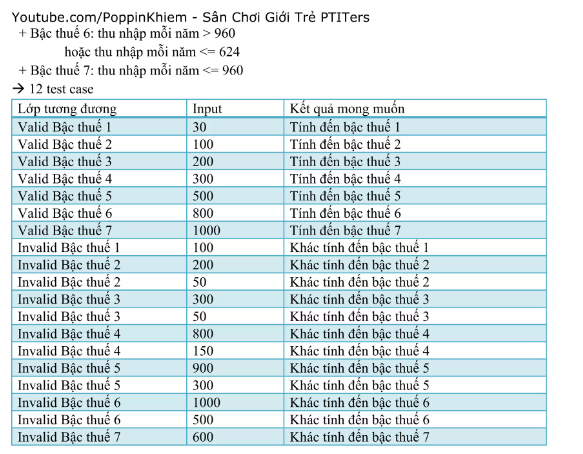 Youtube.com/PoppinKhiem - Sân Chơi Giới Trẻ PTITers
+ Bậc thuế 6: thu nhập mỗi năm > 960
hoặc thu nhập mỗi năm <= 624
+ Bậc thuế 7: thu nhập mỗi năm <= 960
→ 12 test case
Lớp tương đương Input Kết quả mong muốn
Valid Bậc thuế 1 30 Tính đến bậc thuế 1
Valid Bậc thuế 2 100 Tính đến bậc thuế 2
Valid Bậc thuế 3 200 Tính đến bậc thuế 3
Valid Bậc thuế 4 300 Tính đến bậc thuế 4
Valid Bậc thuế 5 500 Tính đến bậc thuế 5
Valid Bậc thuế 6 800 Tính đến bậc thuế 6
Valid Bậc thuế 7 1000 Tính đến bậc thuế 7
Invalid Bậc thuế 1 100 Khác tính đến bậc thuế 1
Invalid Bậc thuế 2 200 Khác tính đến bậc thuế 2
Invalid Bậc thuế 2 50 Khác tính đến bậc thuế 2
Invalid Bậc thuế 3 300 Khác tính đến bậc thuế 3
Invalid Bậc thuế 3 50 Khác tính đến bậc thuế 3
Invalid Bậc thuế 4 800 Khác tính đến bậc thuế 4
Invalid Bậc thuế 4 150 Khác tính đến bậc thuế 4
Invalid Bậc thuế 5 900 Khác tính đến bậc thuế 5
Invalid Bậc thuế 5 300 Khác tính đến bậc thuế 5
Invalid Bậc thuế 6 1000 Khác tính đến bậc thuế 6
Invalid Bậc thuế 6 500 Khác tính đến bậc thuế 6
Invalid Bậc thuế 7 600 Khác tính đến bậc thuế 7